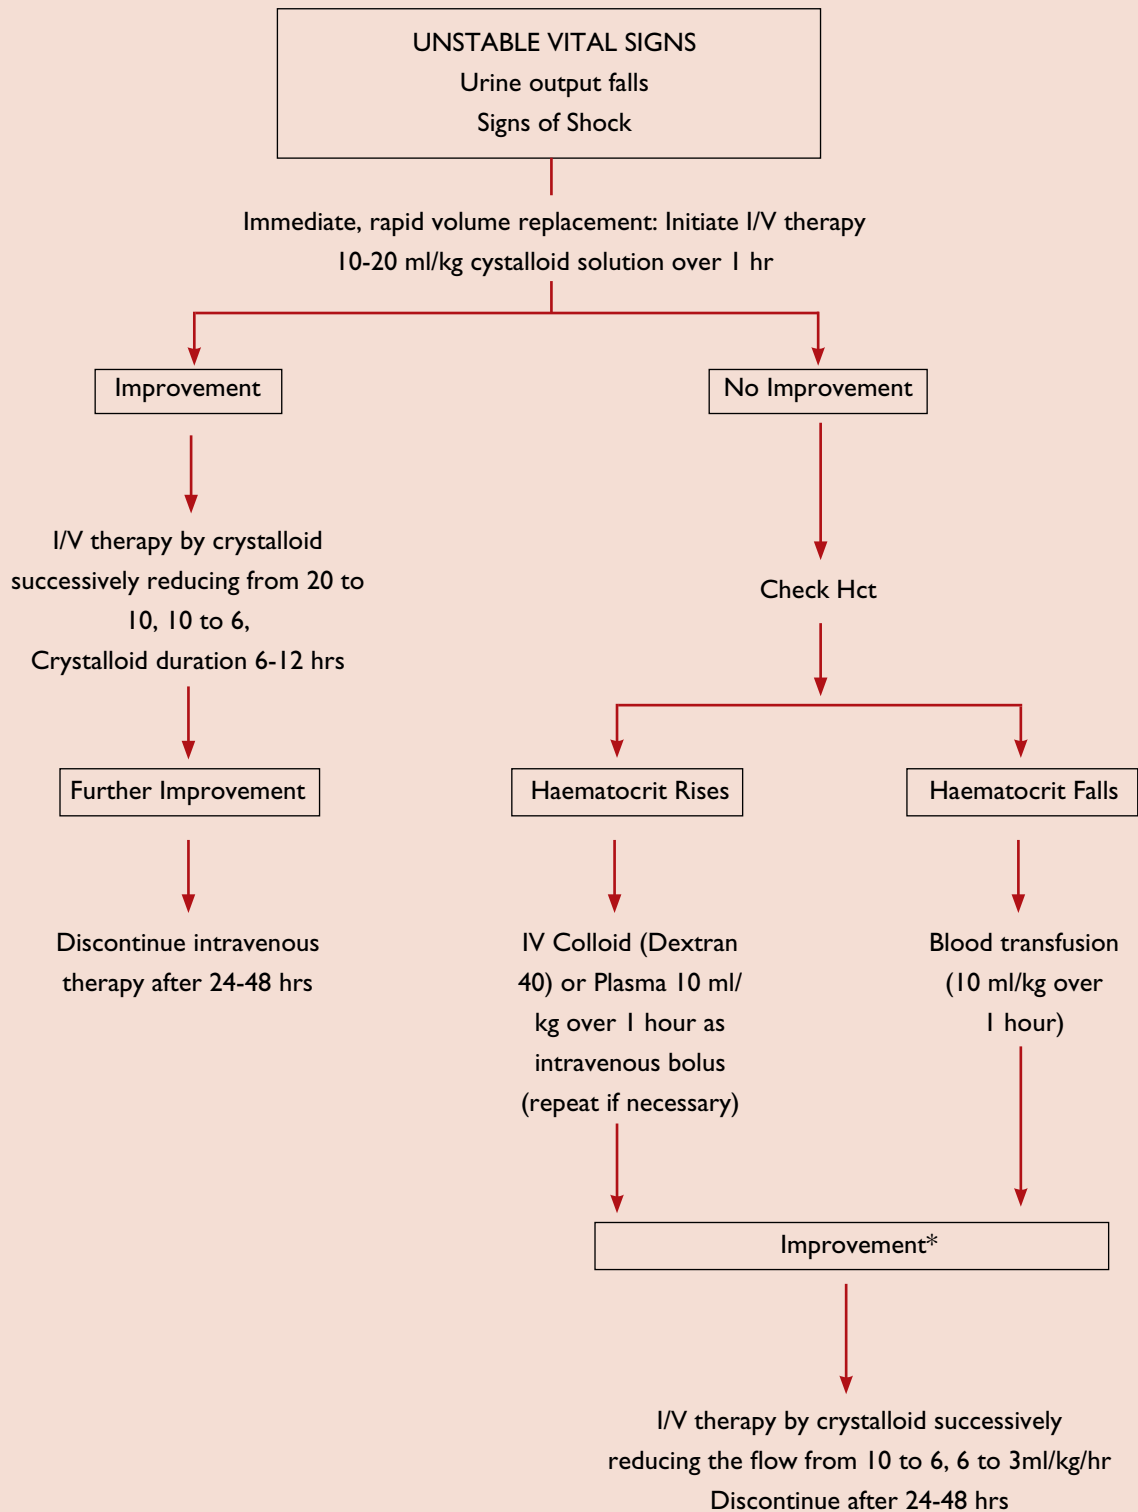 UNSTABLE VITAL SIGNS
Urine output falls
Signs of Shock
Immediate, rapid volume replacement: Initiate I/V therapy
10-20 ml/kg cystalloid solution over 1 hr
Improvement
No Improvement
I/V therapy by crystalloid
successively reducing from 20 to
10, 10 to 6,
Crystalloid duration 6-12 hrs
Check Hct
Further Improvement
Haematocrit Rises
Haematocrit Falls
Discontinue intravenous
therapy after 24-48 hrs
IV Colloid (Dextran
40) or Plasma 10 ml/
kg over 1 hour as
intravenous bolus
(repeat if necessary)
Blood transfusion
(10 ml/kg over
1 hour)
Improvement*
I/V therapy by crystalloid successively
reducing the flow from 10 to 6, 6 to 3ml/kg/hr
Discontinue after 24-48 hrs